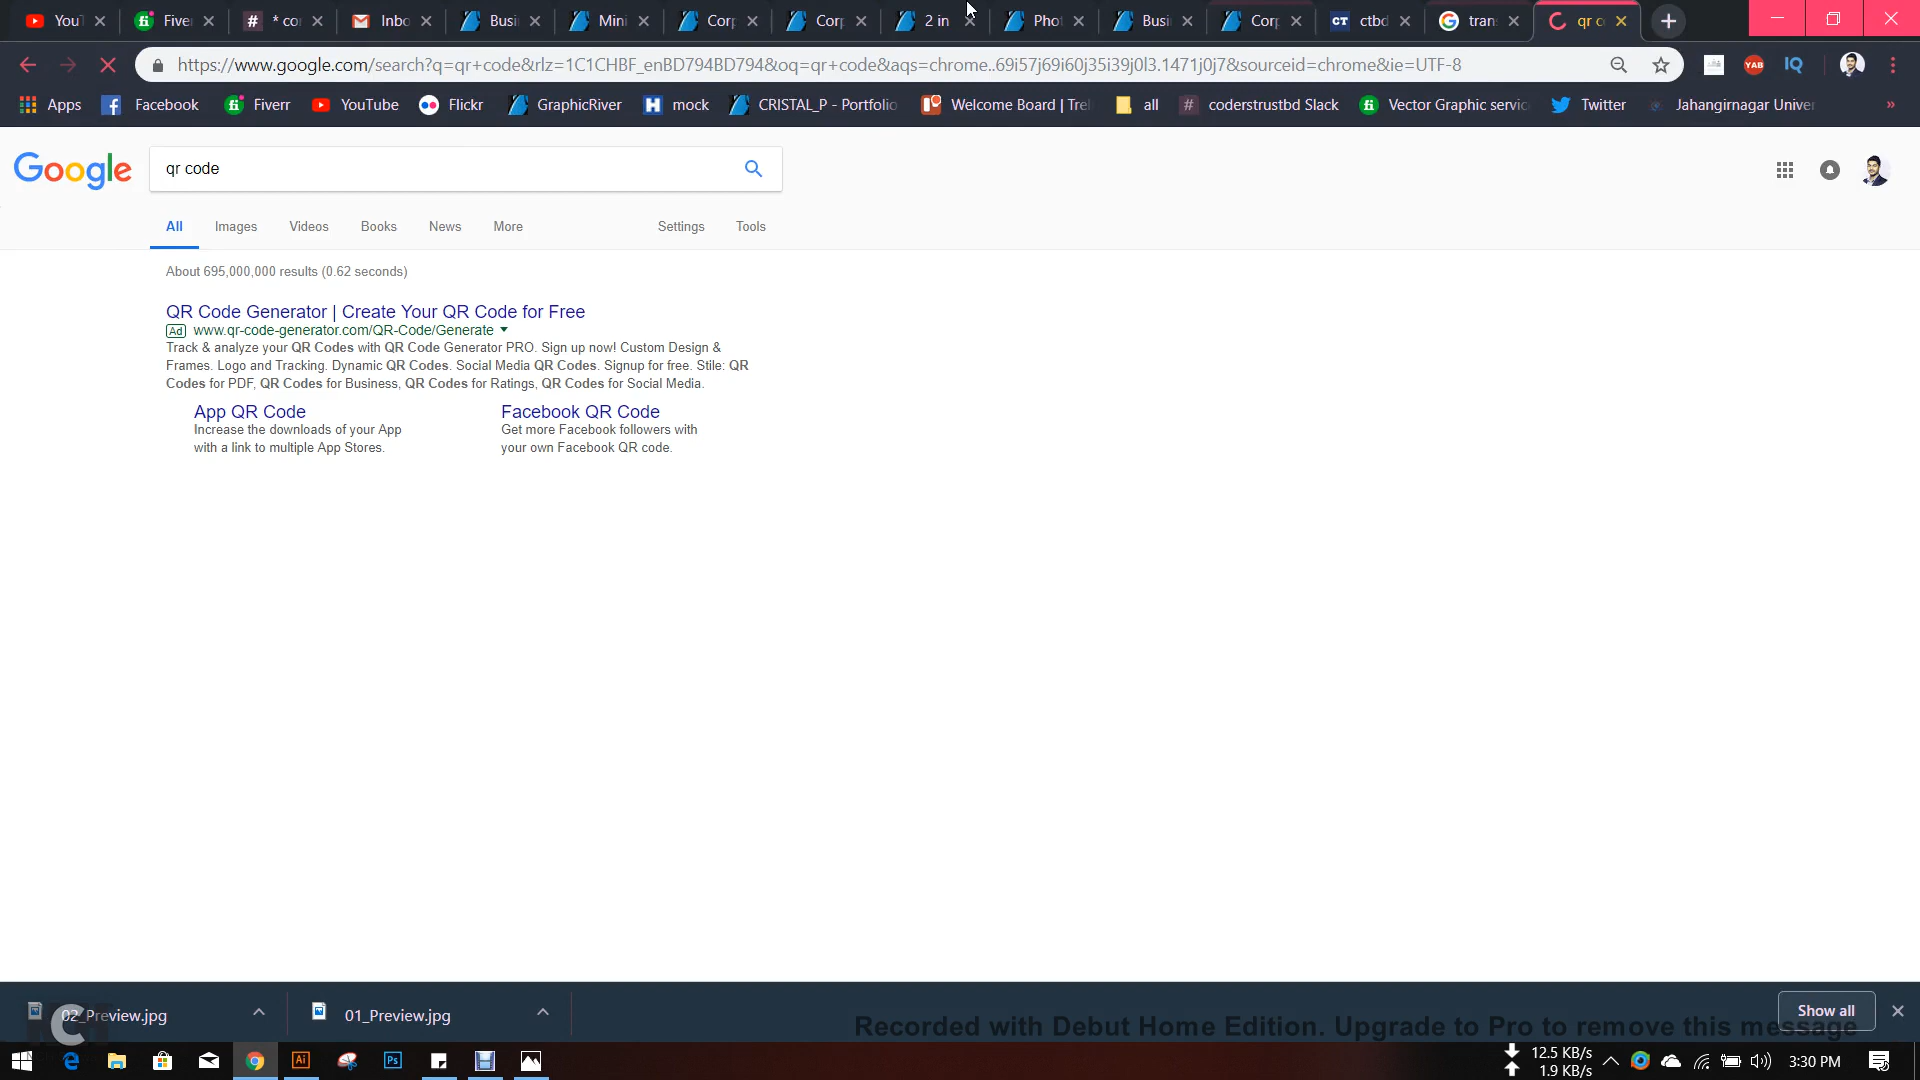 YouT
Fiver
* cor
Inbo
Busi
Mini
Corp
Corp
2 in
Phot
Busi
Corp
CT ctbd
trans
qr co
https://www.google.com/search?q=qr+code&rlz=1C1CHBF_enBD794BD794&oq=qr+code&aqs=chrome..69i57j69i60j35i39j0l3.1471j0j7&sourceid=chrome&ie=UTF-8
YAB
IQ
Apps
Facebook
Fiverr
YouTube
Flickr
GraphicRiver
mock
CRISTAL_P - Portfolio
Welcome Board | Trel
all
coderstrustbd Slack
Vector Graphic servic
Twitter
Jahangirnagar Univer
»
Google
qr code
All
Images
Videos
Books
News
More
Settings
Tools
About 695,000,000 results (0.62 seconds)
QR Code Generator | Create Your QR Code for Free
Ad www.qr-code-generator.com/QR-Code/Generate
Track & analyze your QR Codes with QR Code Generator PRO. Sign up now! Custom Design &
Frames. Logo and Tracking. Dynamic QR Codes. Social Media QR Codes. Signup for free. Stile: QR
Codes for PDF, QR Codes for Business, QR Codes for Ratings, QR Codes for Social Media.
App QR Code
Increase the downloads of your App
with a link to multiple App Stores.
Facebook QR Code
Get more Facebook followers with
your own Facebook QR code.
02_Preview.jpg
01_Preview.jpg
Show all
Recorded with Debut Home Edition. Upgrade to Pro to remove this message
Ai
Ps
12.5 KB/s
1.9 KB/s
3:30 PM